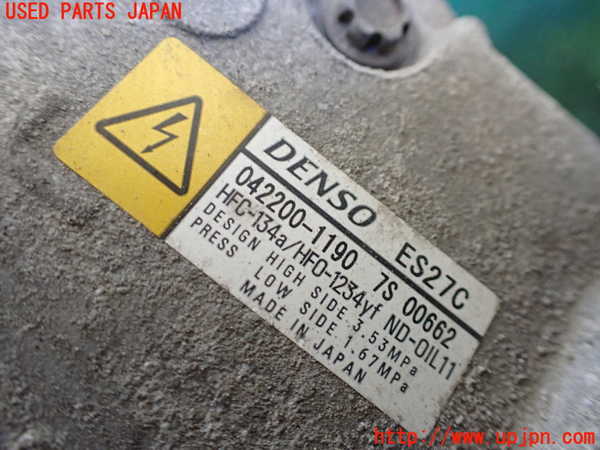 USED PARTS JAPAN
DENSO ES27C
042200-1190 7S 00662
HFC-134a/HFO-1234yf ND-OIL11
DESIGN HIGH SIDE 3.53MPa
PRESS LOW SIDE 1.67MPa
MADE IN JAPAN
http://www.upjpn.com/